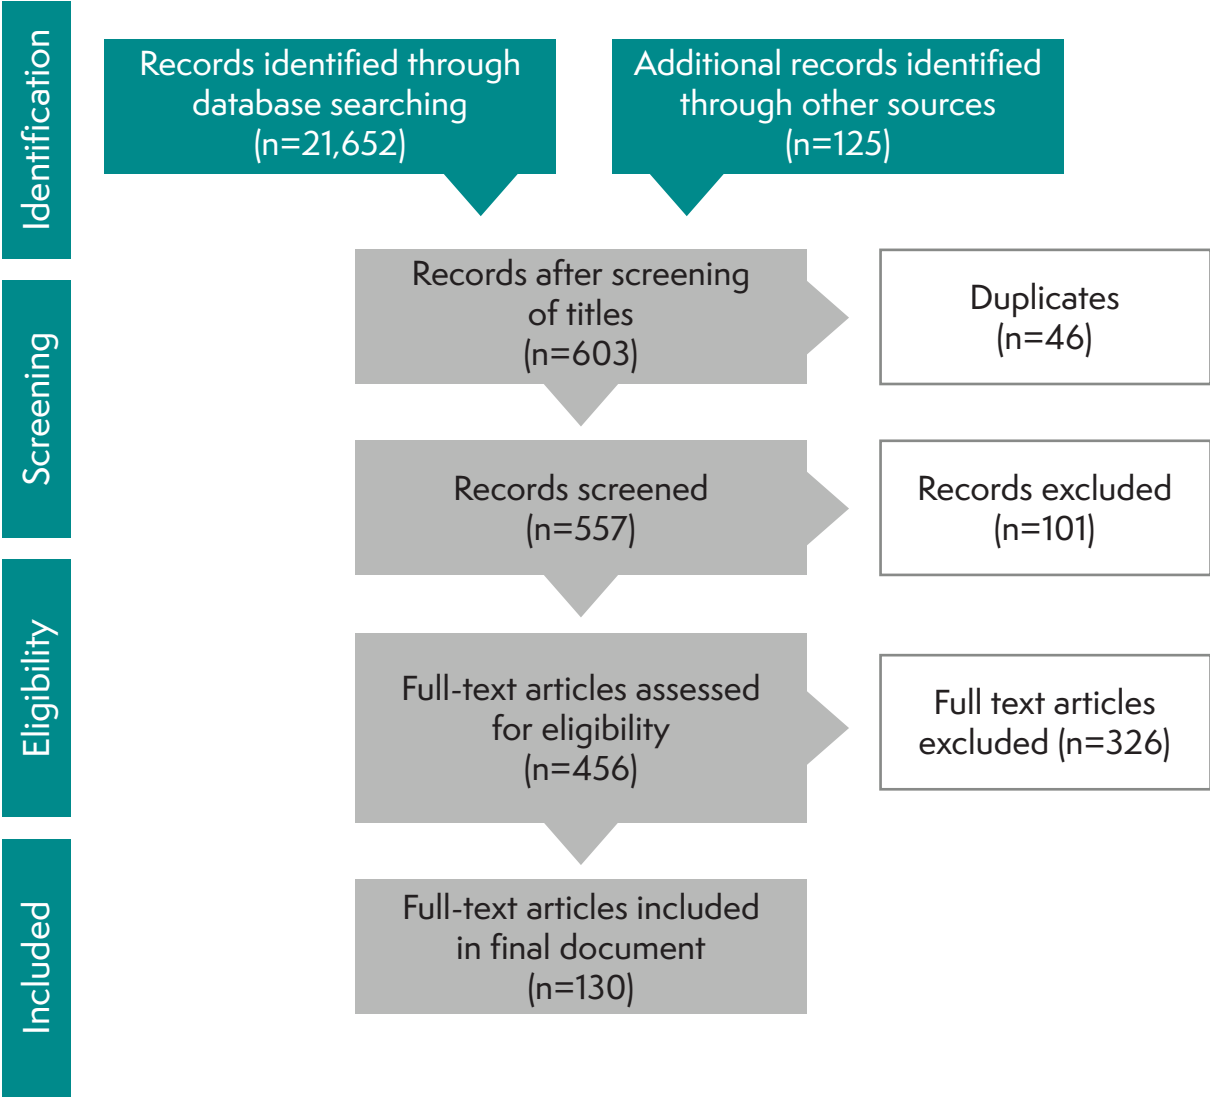 Identification
Records identified through
database searching
(n=21,652)
Additional records identified
through other sources
(n=125)
Screening
Records after screening
of titles
(n=603)
Duplicates
(n=46)
Records screened
(n=557)
Records excluded
(n=101)
Eligibility
Full-text articles assessed
for eligibility
(n=456)
Full text articles
excluded (n=326)
Included
Full-text articles included
in final document
(n=130)